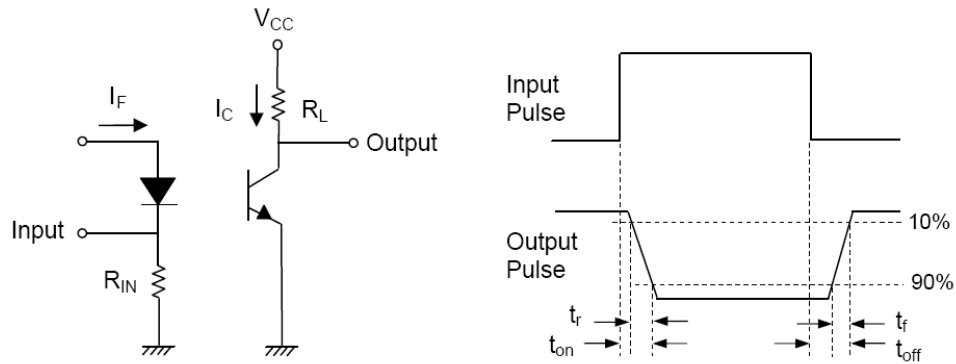 V_CC
I_F
I_C
R_L
Output
Input
R_IN
Input
Pulse
Output
Pulse
10%
90%
t_r
t_f
t_on
t_off